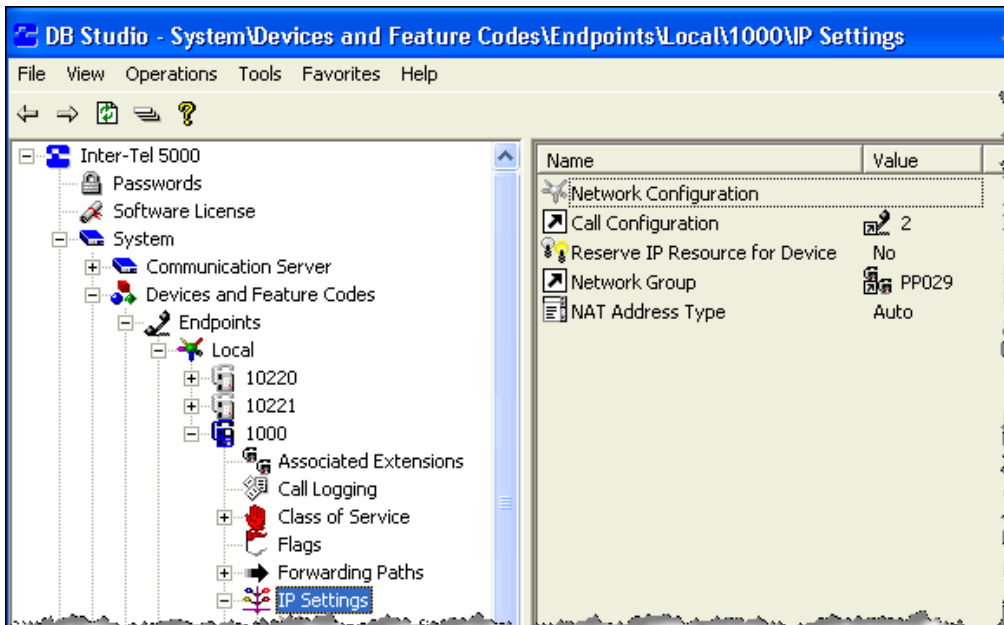 DB Studio - System\Devices and Feature Codes\Endpoints\Local\1000\IP Settings
File View Operations Tools Favorites Help
Inter-Tel 5000
Passwords
Software License
System
Communication Server
Devices and Feature Codes
Endpoints
Local
10220
10221
1000
Associated Extensions
Call Logging
Class of Service
Flags
Forwarding Paths
IP Settings
Name Value
Network Configuration
Call Configuration 2
Reserve IP Resource for Device No
Network Group PP029
NAT Address Type Auto